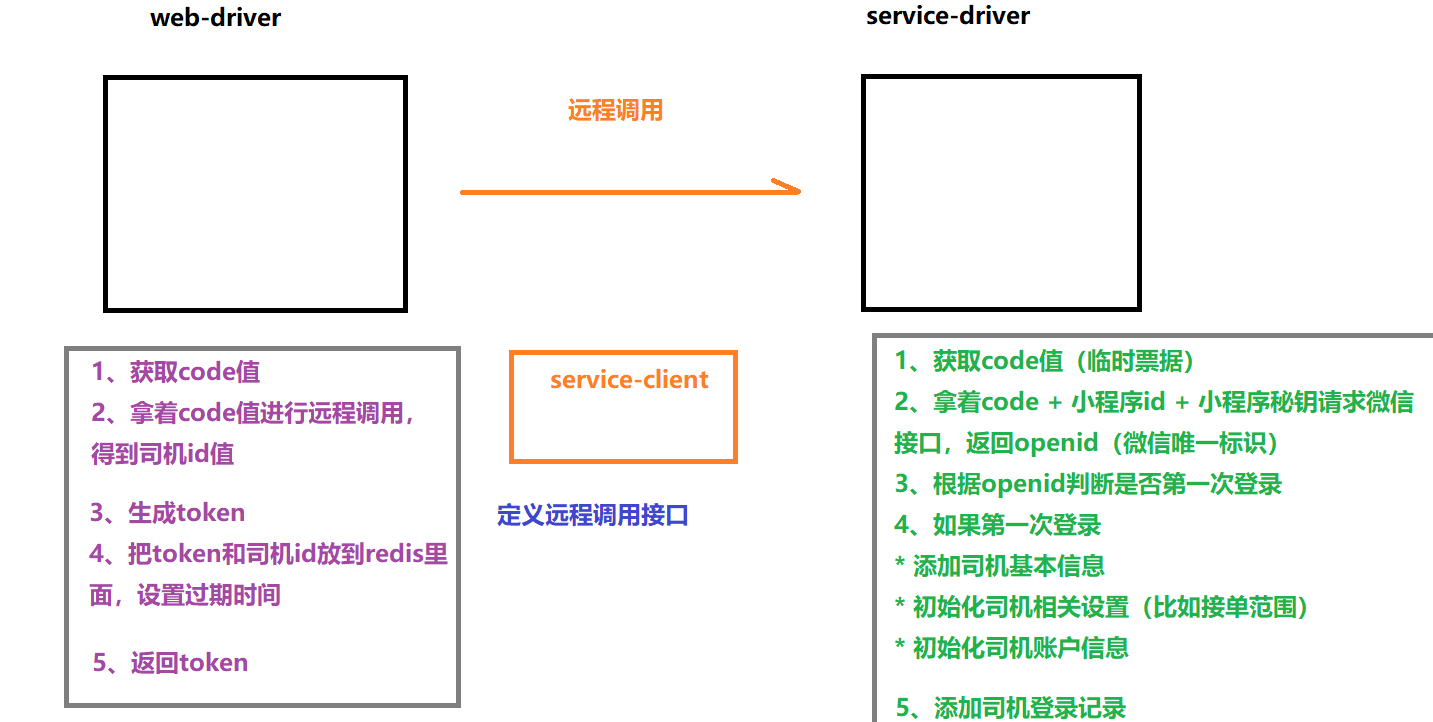 web-driver
service-driver
远程调用
1、获取code值
2、拿着code值进行远程调用，
得到司机id值
3、生成token
4、把token和司机id放到redis里
面，设置过期时间
5、返回token
service-client
定义远程调用接口
1、获取code值（临时票据）
2、拿着code + 小程序id + 小程序秘钥请求微信
接口，返回openid（微信唯一标识）
3、根据openid判断是否第一次登录
4、如果第一次登录
* 添加司机基本信息
* 初始化司机相关设置（比如接单范围）
* 初始化司机账户信息
5、添加司机登录记录